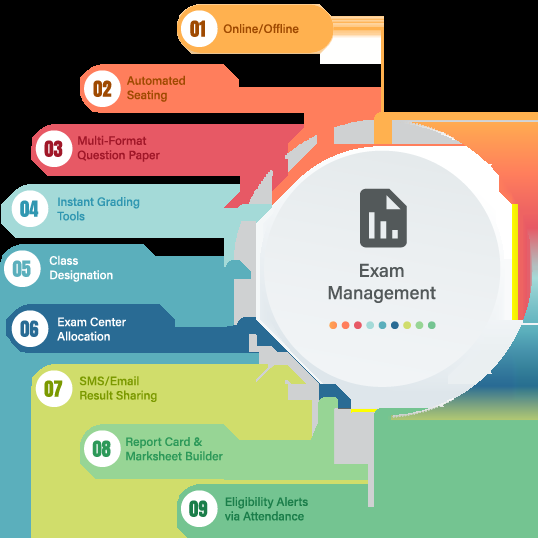 01
Online/Offline
02
Automated
Seating
03
Multi-Format
Question Paper
04
Instant Grading
Tools
05
Class
Designation
06
Exam Center
Allocation
07
SMS/Email
Result Sharing
08
Report Card &
Marksheet Builder
09
Eligibility Alerts
via Attendance
Exam
Management